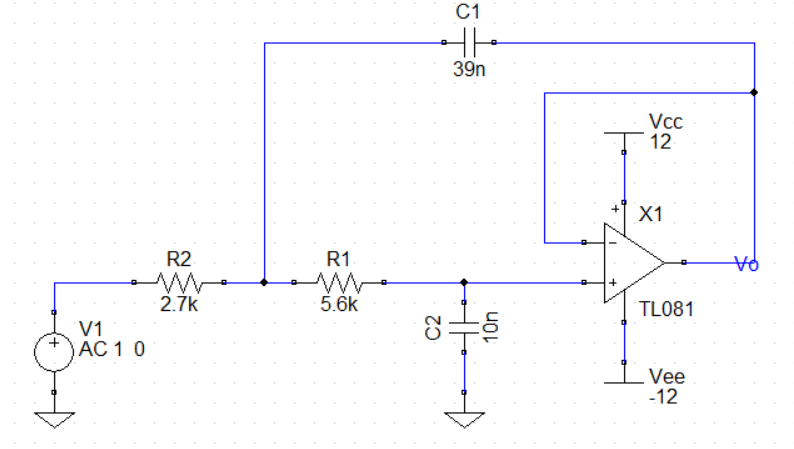 C1
39n
Vcc
12
+
X1
−
R2
R1
Vo
+
2.7k
5.6k
TL081
C2
10n
V1
+
AC 1 0
Vee
-12